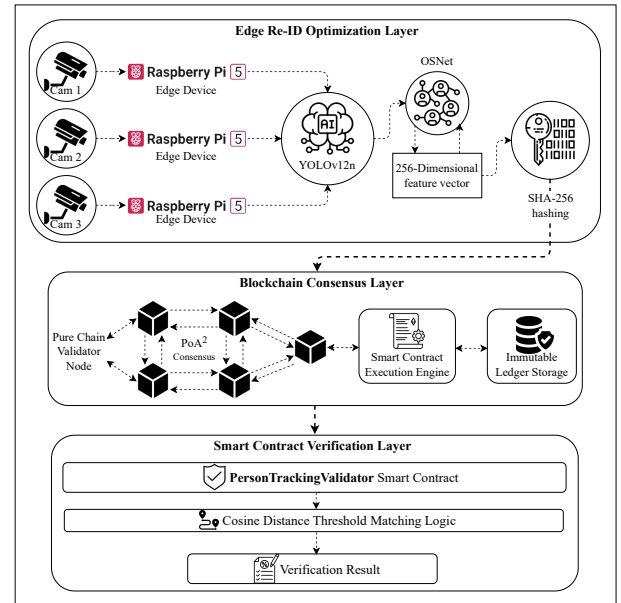 Edge Re-ID Optimization Layer
Cam 1
Raspberry Pi 5
Edge Device
Cam 2
Raspberry Pi 5
Edge Device
Cam 3
Raspberry Pi 5
Edge Device
AI
YOLOv12n
OSNet
256-Dimensional
feature vector
SHA-256
hashing
Blockchain Consensus Layer
Pure Chain
Validator
Node
PoA²
Consensus
Smart Contract
Execution Engine
Immutable
Ledger Storage
Smart Contract Verification Layer
PersonTrackingValidator Smart Contract
Cosine Distance Threshold Matching Logic
Verification Result